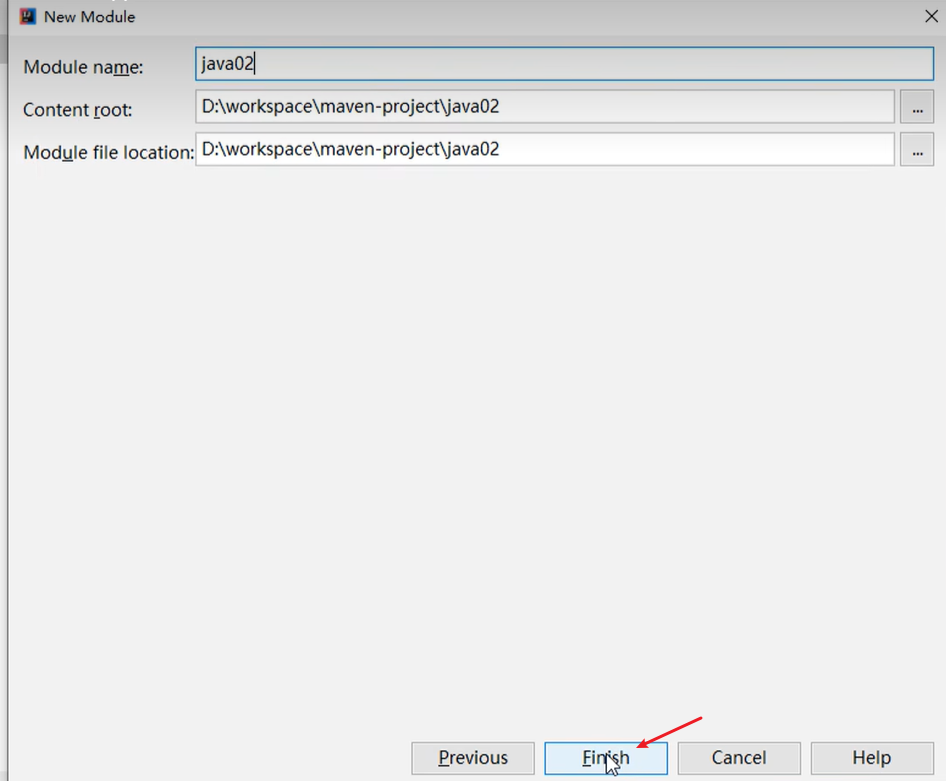 New Module
Module name: java02
Content root: D:\workspace\maven-project\java02 ...
Module file location: D:\workspace\maven-project\java02 ...
Previous Finish Cancel Help